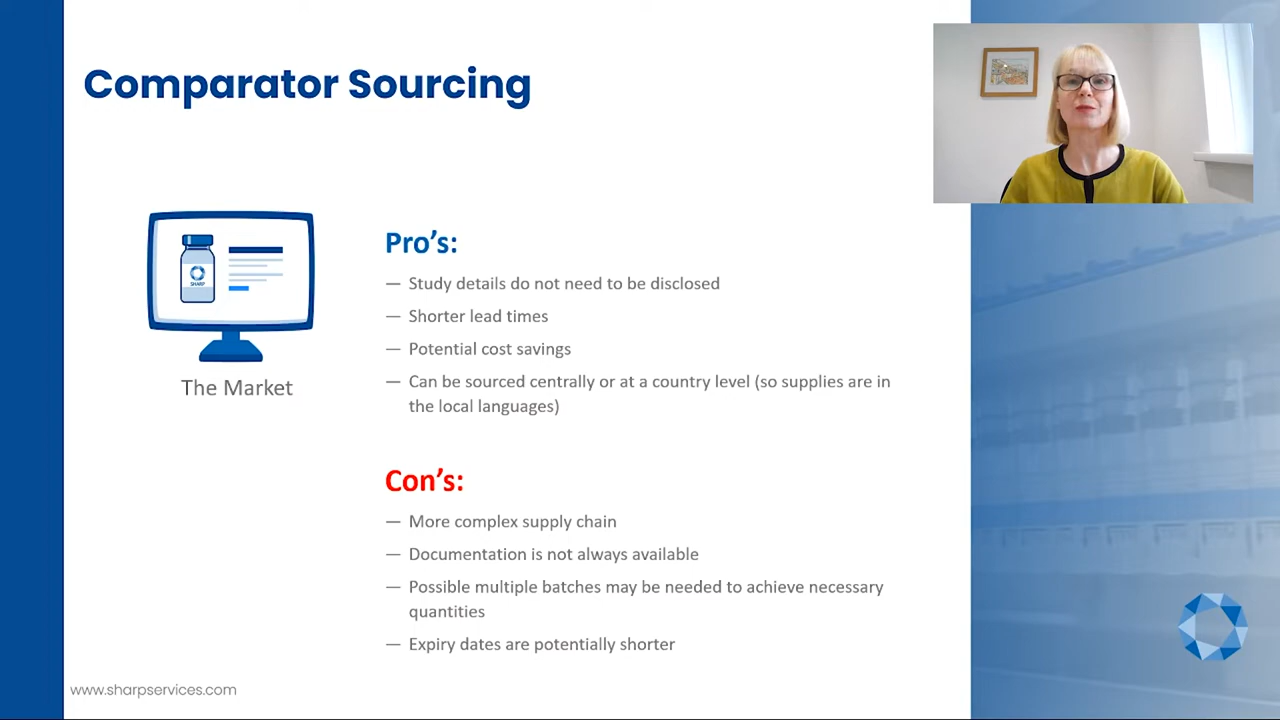 Comparator Sourcing
SHARP
The Market
Pro's:
— Study details do not need to be disclosed
— Shorter lead times
— Potential cost savings
— Can be sourced centrally or at a country level (so supplies are in
the local languages)
Con's:
— More complex supply chain
— Documentation is not always available
— Possible multiple batches may be needed to achieve necessary
quantities
— Expiry dates are potentially shorter
www.sharpservices.com